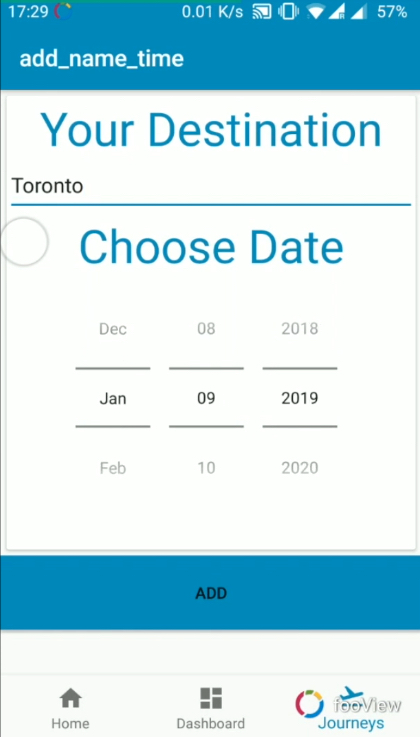 17:29 0.01 K/s 57%
add_name_time
Your Destination
Toronto
Choose Date
Dec 08 2018
Jan 09 2019
Feb 10 2020
ADD
fooView
Home Dashboard Journeys